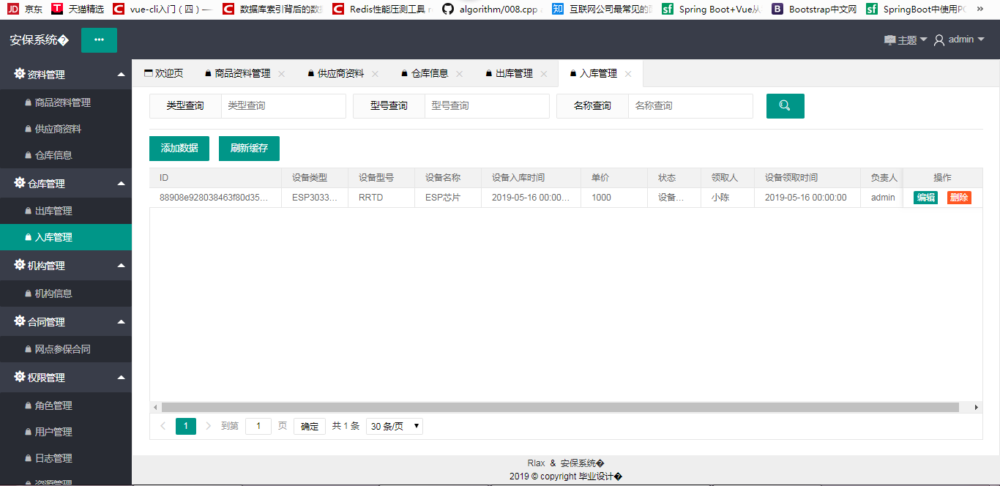 JD 京东 T 天猫精选 C vue-cli入门（四）— C 数据库索引背后的数 C Redis性能压测工具 r algorithm/008.cpp 知 互联网公司最常见的 sf Spring Boot+Vue从 B Bootstrap中文网 sf SpringBoot中使用PO »
安保系统� ••• 主题 admin
资料管理
商品资料管理
供应商资料
仓库信息
仓库管理
出库管理
入库管理
机构管理
机构信息
合同管理
网点参保合同
权限管理
角色管理
用户管理
日志管理
资源管理
欢迎页 商品资料管理 供应商资料 仓库信息 出库管理 入库管理
类型查询 类型查询 型号查询 型号查询 名称查询 名称查询
添加数据 刷新缓存
ID 设备类型 设备型号 设备名称 设备入库时间 单价 状态 领取人 设备领取时间 负责人 操作
88908e928038463f80d35... ESP3033... RRTD ESP芯片 2019-05-16 00:00:... 1000 设备... 小陈 2019-05-16 00:00:00 admin 编辑 删除
1 到第 1 页 确定 共 1 条 30 条/页
Rlax & 安保系统�
2019 © copyright 毕业设计�